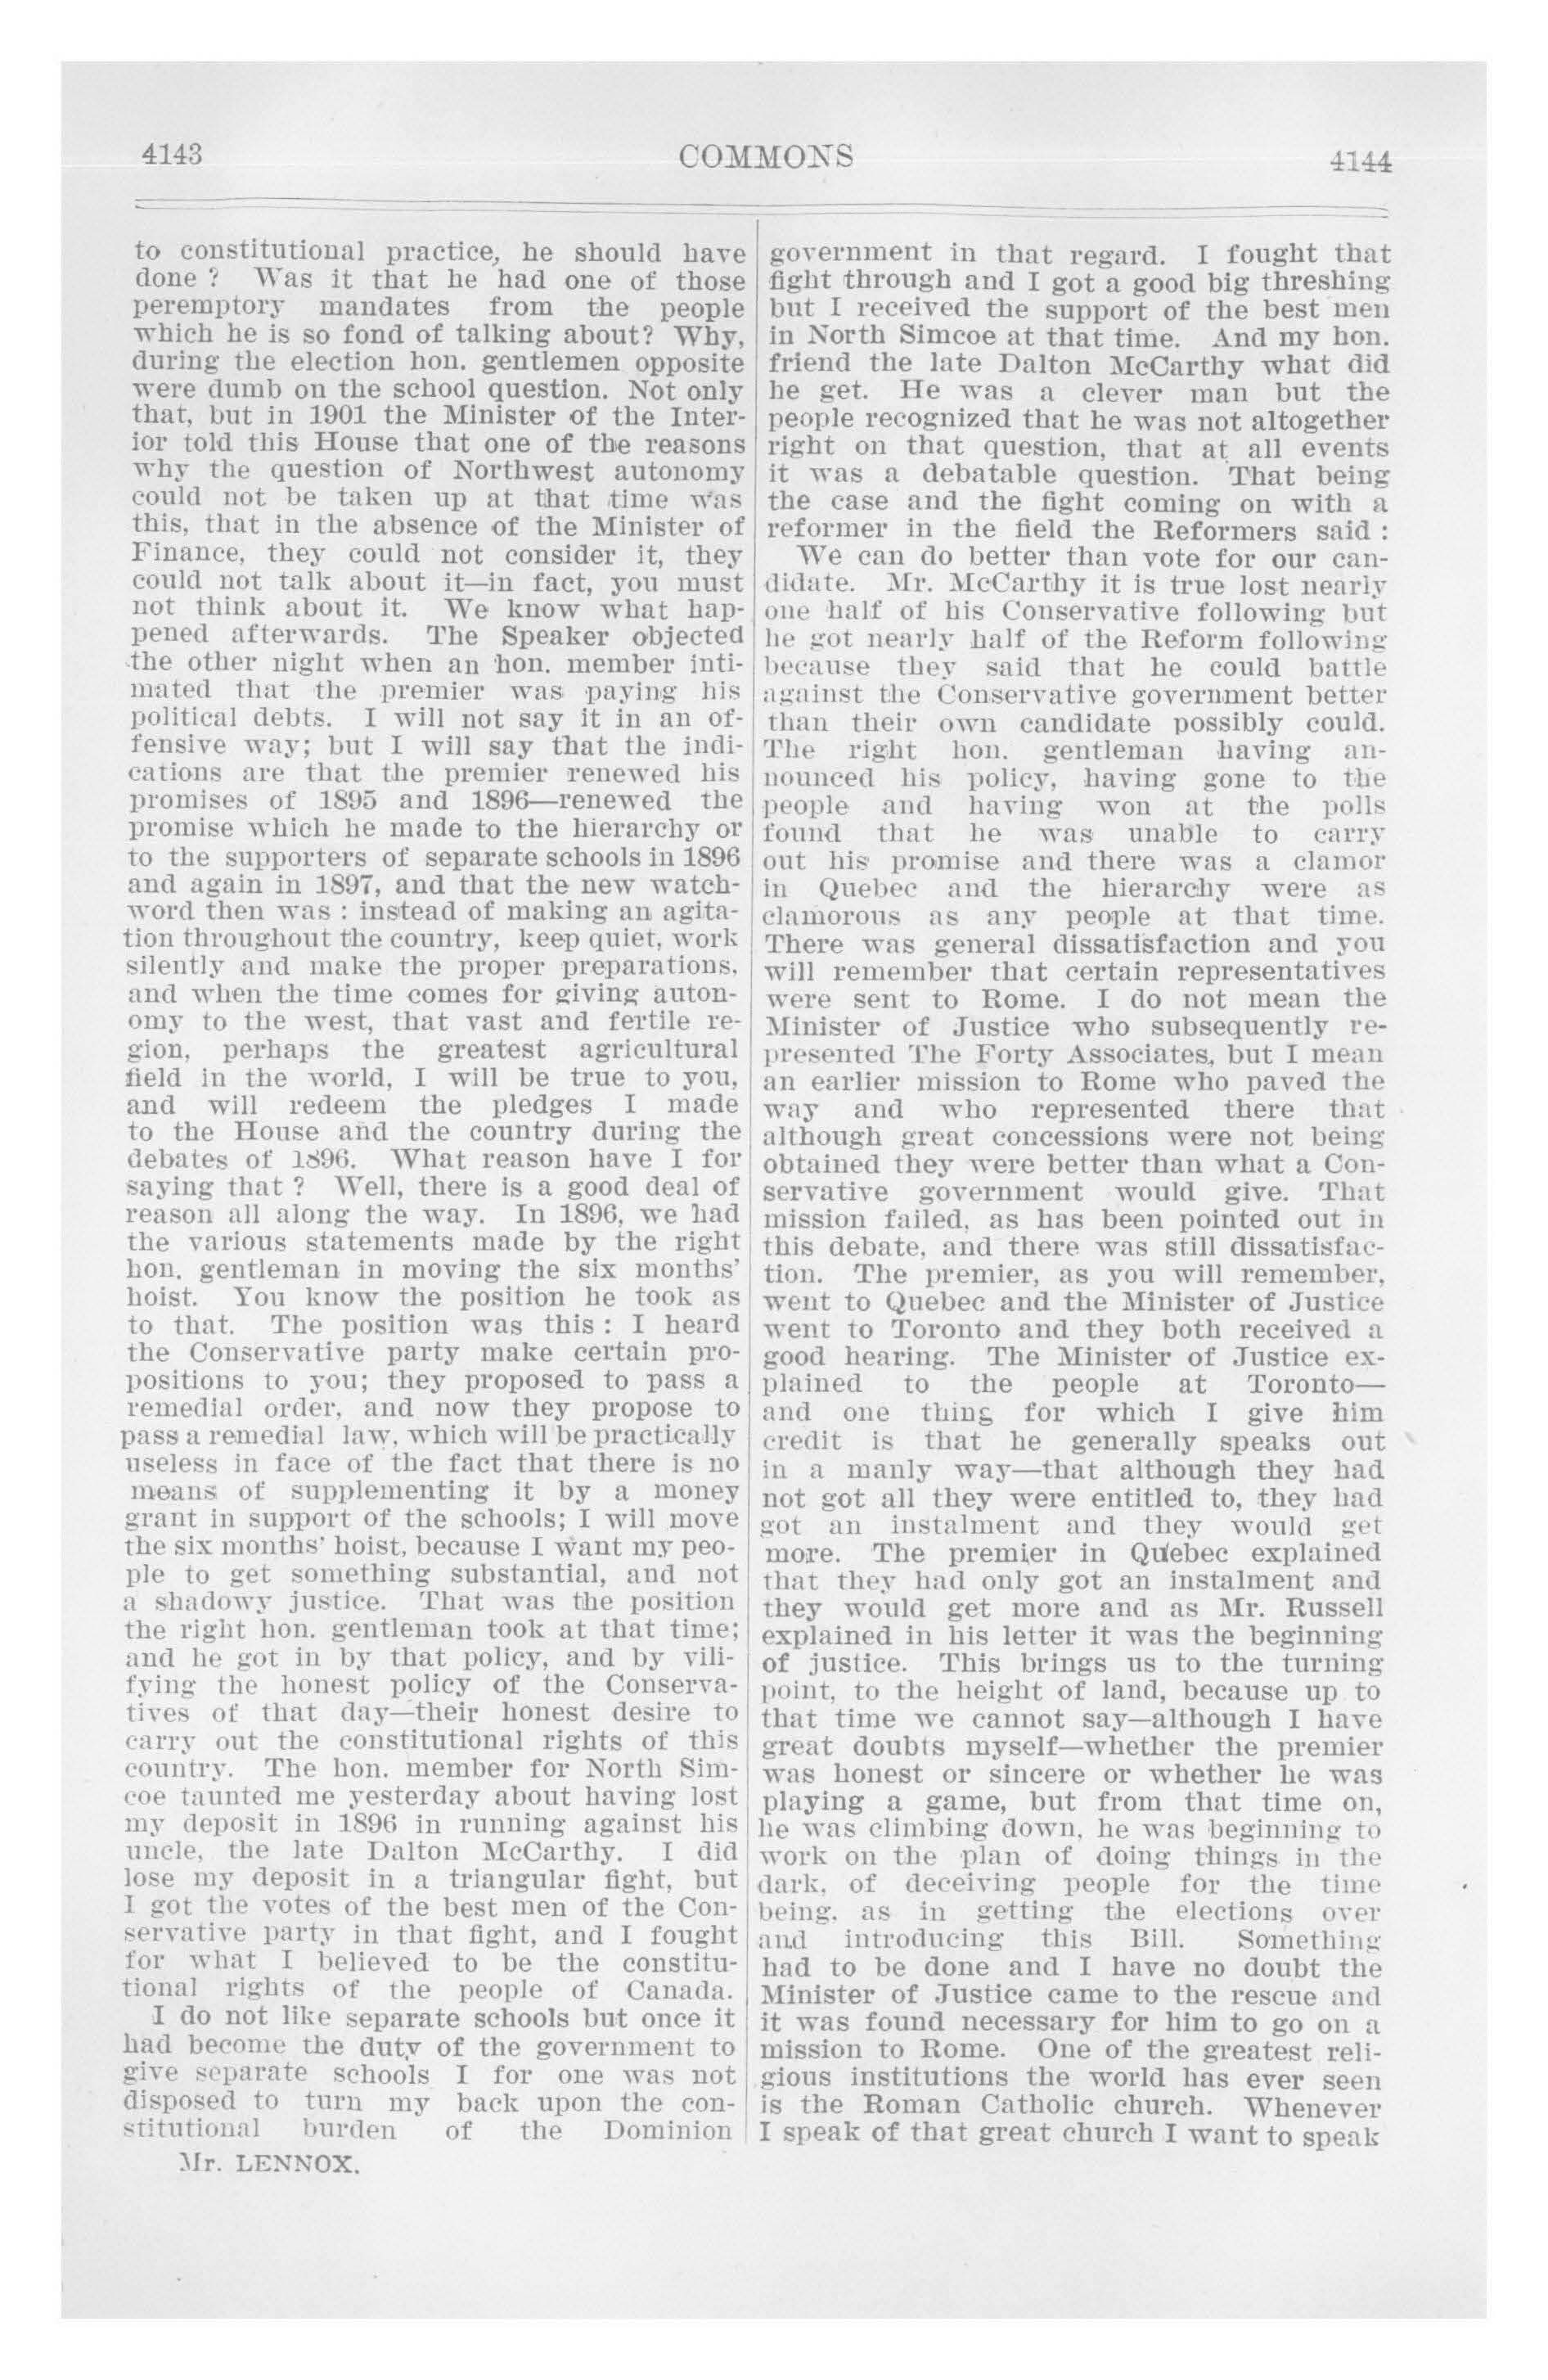 4143
COMMONS
4144
to constitutional practice, he should have
done ? Was it that he had one of those
peremptory mandates from the people
which he is so fond of talking about? Why,
during the election hon. gentlemen opposite
were dumb on the school question. Not only
that, but in 1901 the Minister of the Inter-
ior told this House that one of the reasons
why the question of Northwest autonomy
could not be taken up at that time was
this, that in the absence of the Minister of
Finance, they could not consider it, they
could not talk about it—in fact, you must
not think about it. We know what hap-
pened afterwards. The Speaker objected
the other night when an hon. member inti-
mated that the premier was paying his
political debts. I will not say it in an of-
fensive way; but I will say that the indi-
cations are that the premier renewed his
promises of 1895 and 1896—renewed the
promise which he made to the hierarchy or
to the supporters of separate schools in 1896
and again in 1897, and that the new watch-
word then was : instead of making an agita-
tion throughout the country, keep quiet, work
silently and make the proper preparations,
and when the time comes for giving auton-
omy to the west, that vast and fertile re-
gion, perhaps the greatest agricultural
field in the world, I will be true to you,
and will redeem the pledges I made
to the House and the country during the
debates of 1896. What reason have I for
saying that ? Well, there is a good deal of
reason all along the way. In 1896, we had
the various statements made by the right
hon. gentleman in moving the six months'
hoist. You know the position he took as
to that. The position was this : I heard
the Conservative party make certain pro-
positions to you; they proposed to pass a
remedial order, and now they propose to
pass a remedial law, which will be practically
useless in face of the fact that there is no
means of supplementing it by a money
grant in support of the schools; I will move
the six months' hoist, because I want my peo-
ple to get something substantial, and not
a shadowy justice. That was the position
the right hon. gentleman took at that time;
and he got in by that policy, and by vili-
fying the honest policy of the Conserva-
tives of that day—their honest desire to
carry out the constitutional rights of this
country. The hon. member for North Sim-
coe taunted me yesterday about having lost
my deposit in 1896 in running against his
uncle, the late Dalton McCarthy. I did
lose my deposit in a triangular fight, but
I got the votes of the best men of the Con-
servative party in that fight, and I fought
for what I believed to be the constitu-
tional rights of the people of Canada.
I do not like separate schools but once it
had become the duty of the government to
give separate schools I for one was not
disposed to turn my back upon the con-
stitutional burden of the Dominion
Mr. LENNOX.
government in that regard. I fought that
fight through and I got a good big threshing
but I received the support of the best men
in North Simcoe at that time. And my hon.
friend the late Dalton McCarthy what did
he get. He was a clever man but the
people recognized that he was not altogether
right on that question, that at all events
it was a debatable question. That being
the case and the fight coming on with a
reformer in the field the Reformers said :
We can do better than vote for our can-
didate. Mr. McCarthy it is true lost nearly
one half of his Conservative following but
he got nearly half of the Reform following
because they said that he could battle
against the Conservative government better
than their own candidate possibly could.
The right hon. gentleman having an-
nounced his policy, having gone to the
people and having won at the polls
found that he was unable to carry
out his promise and there was a clamor
in Quebec and the hierarchy were as
clamorous as any people at that time.
There was general dissatisfaction and you
will remember that certain representatives
were sent to Rome. I do not mean the
Minister of Justice who subsequently re-
presented The Forty Associates, but I mean
an earlier mission to Rome who paved the
way and who represented there that
although great concessions were not being
obtained they were better than what a Con-
servative government would give. That
mission failed, as has been pointed out in
this debate, and there was still dissatisfac-
tion. The premier, as you will remember,
went to Quebec and the Minister of Justice
went to Toronto and they both received a
good hearing. The Minister of Justice ex-
plained to the people at Toronto—
and one thing for which I give him
credit is that he generally speaks out
in a manly way—that although they had
not got all they were entitled to, they had
got an instalment and they would get
more. The premier in Quebec explained
that they had only got an instalment and
they would get more and as Mr. Russell
explained in his letter it was the beginning
of justice. This brings us to the turning
point, to the height of land, because up to
that time we cannot say—although I have
great doubts myself—whether the premier
was honest or sincere or whether he was
playing a game, but from that time on,
he was climbing down, he was beginning to
work on the plan of doing things in the
dark, of deceiving people for the time
being, as in getting the elections over
and introducing this Bill. Something
had to be done and I have no doubt the
Minister of Justice came to the rescue and
it was found necessary for him to go on a
mission to Rome. One of the greatest reli-
gious institutions the world has ever seen
is the Roman Catholic church. Whenever
I speak of that great church I want to speak